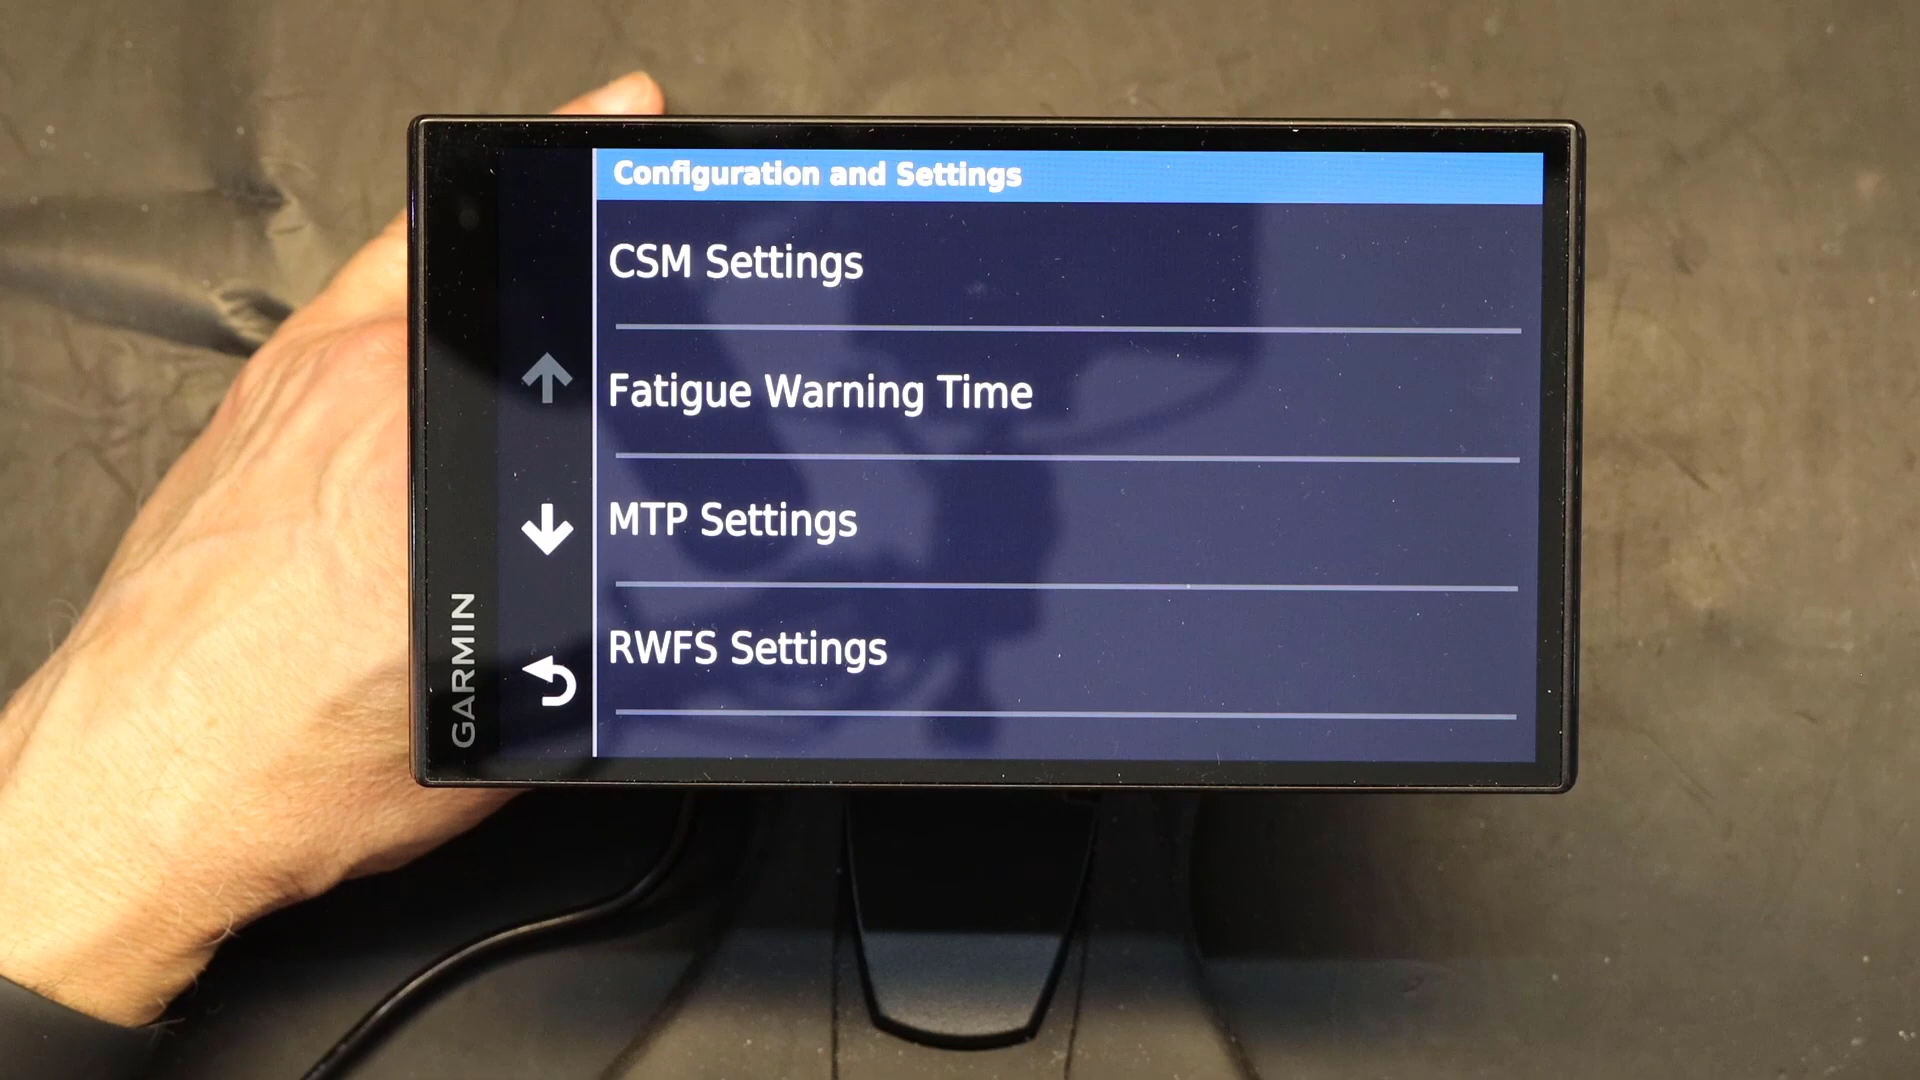 Configuration and Settings
CSM Settings
Fatigue Warning Time
MTP Settings
RWFS Settings
GARMIN